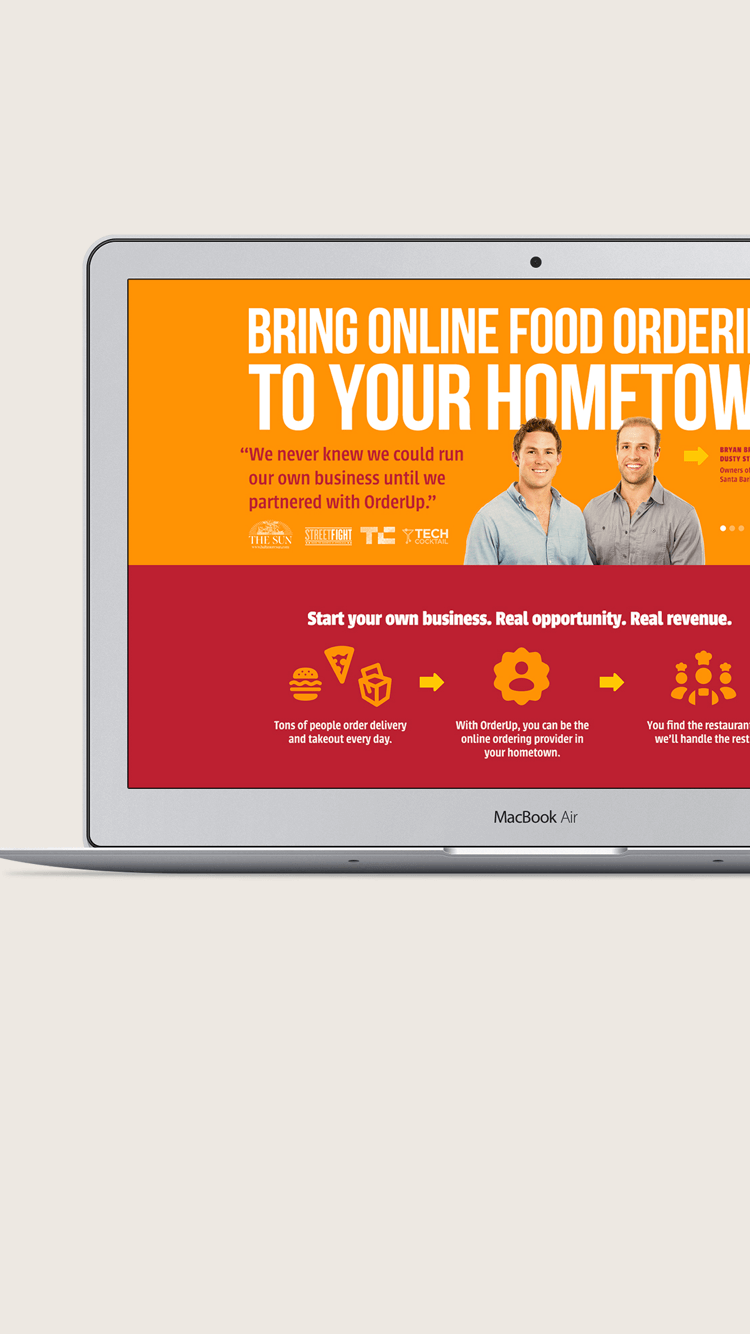 BRING ONLINE FOOD ORDERI
TO YOUR HOMETOW
“We never knew we could run
our own business until we
partnered with OrderUp.”
BRYAN
DUSTY ST
Owners of
Santa Bar
THE SUN
STREETFIGHT
TC
TECH
COCKTAIL
Start your own business. Real opportunity. Real revenue.
Tons of people order delivery
and takeout every day.
With OrderUp, you can be the
online ordering provider in
your hometown.
You find the restaurant
we'll handle the rest
MacBook Air